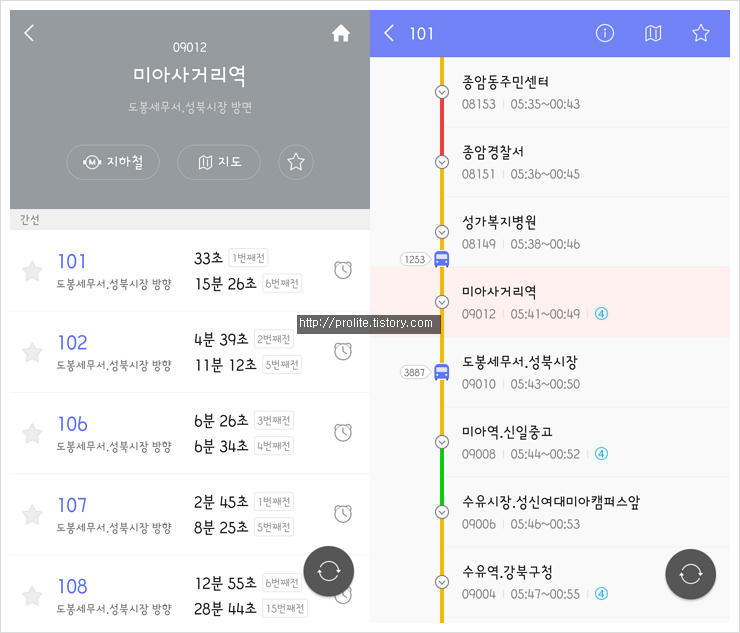 09012
미아사거리역
도봉세무서.성북시장 방면
M 지하철
지도
간선
101
도봉세무서.성북시장 방향
33초 1번째전
15분 26초 6번째전
102
도봉세무서.성북시장 방향
4분 39초 2번째전
11분 12초 5번째전
106
도봉세무서.성북시장 방향
6분 26초 3번째전
6분 34초 4번째전
107
도봉세무서.성북시장 방향
2분 45초 1번째전
8분 25초 5번째전
108
도봉세무서.성북시장 방향
12분 55초 6번째전
28분 44초 15번째전
http://prolite.tistory.com
101
종암동주민센터
08153 | 05:35~00:43
종암경찰서
08151 | 05:36~00:45
성가복지병원
08149 | 05:38~00:46
1253
미아사거리역
09012 | 05:41~00:49 | 4
3887
도봉세무서.성북시장
09010 | 05:43~00:50
미아역.신일중고
09008 | 05:44~00:52 | 4
수유시장.성신여대미아캠퍼스앞
09006 | 05:46~00:53
수유역.강북구청
09004 | 05:47~00:55 | 4